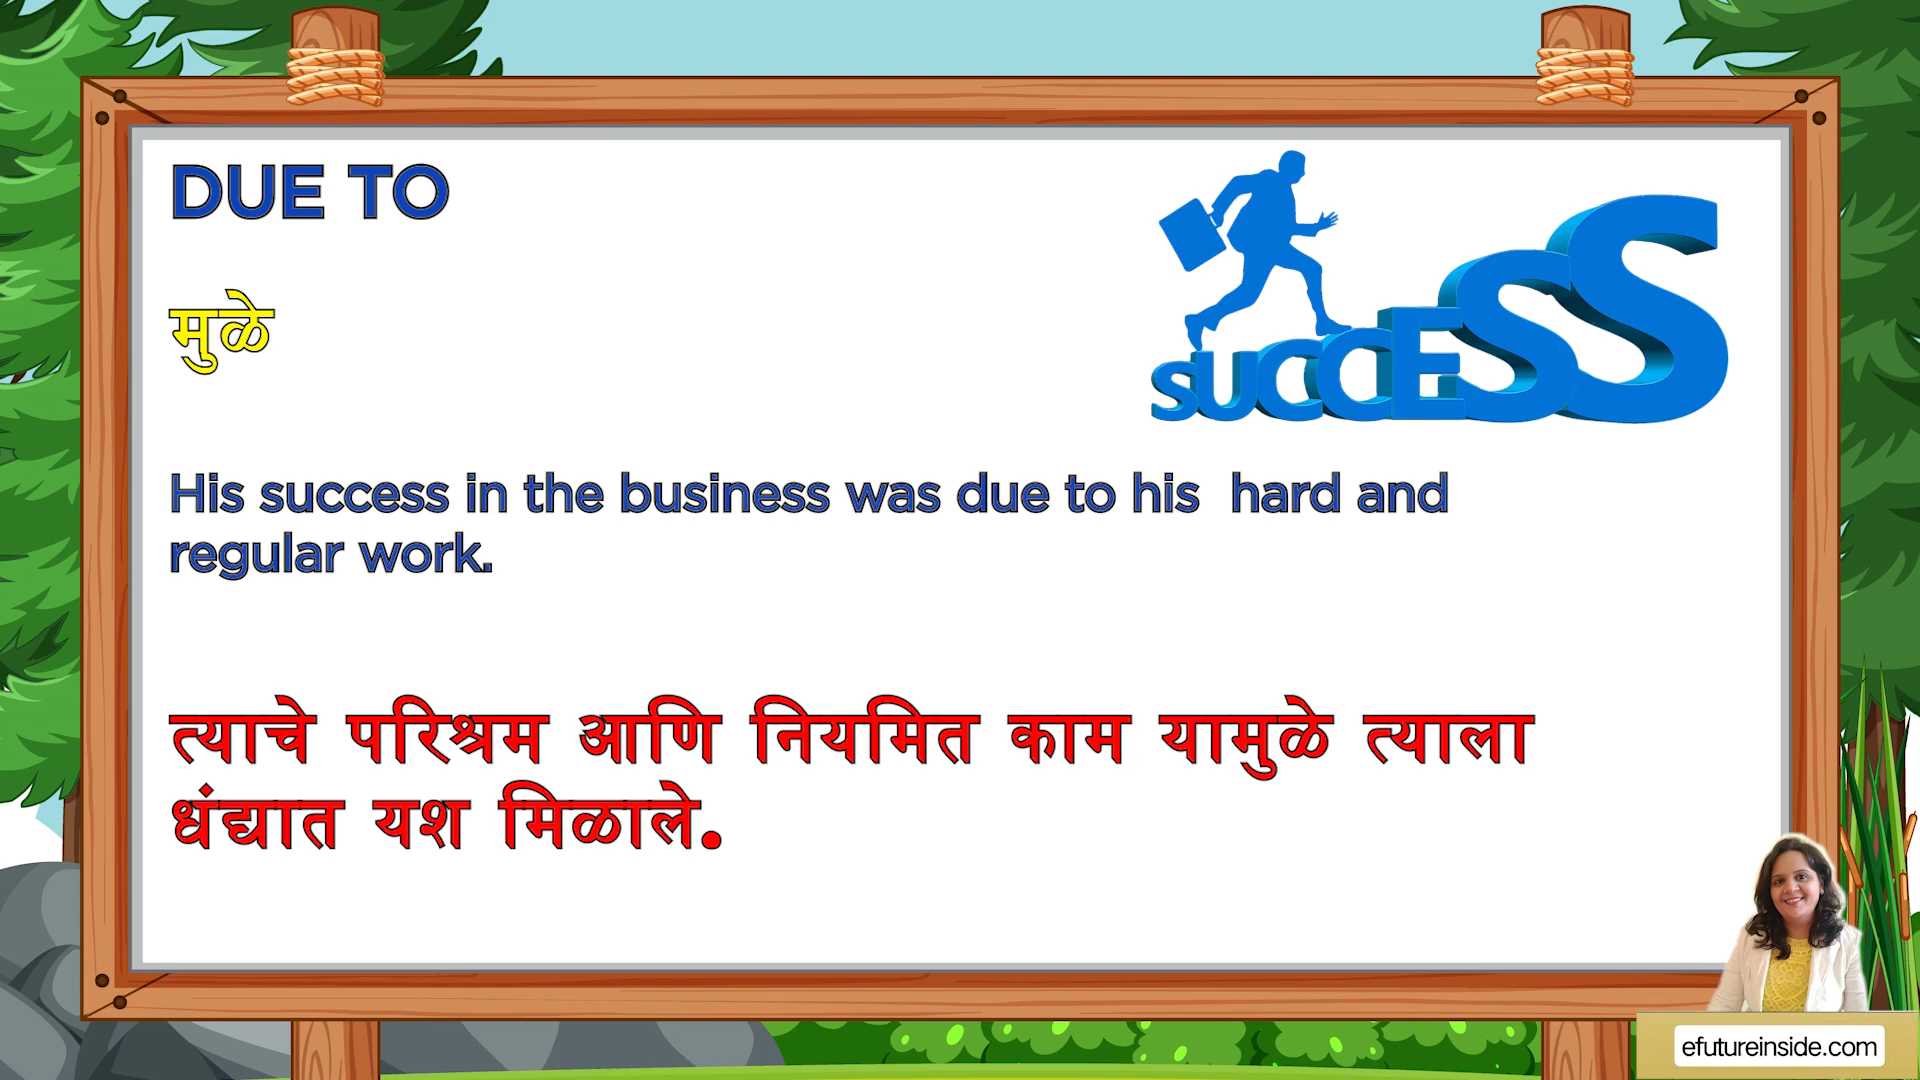 DUE TO
SUCCESS
मुळे
His success in the business was due to his  hard and
regular work.
त्याचे परिश्रम आणि नियमित काम यामुळे त्याला
धंद्यात यश मिळाले.
efutureinside.com